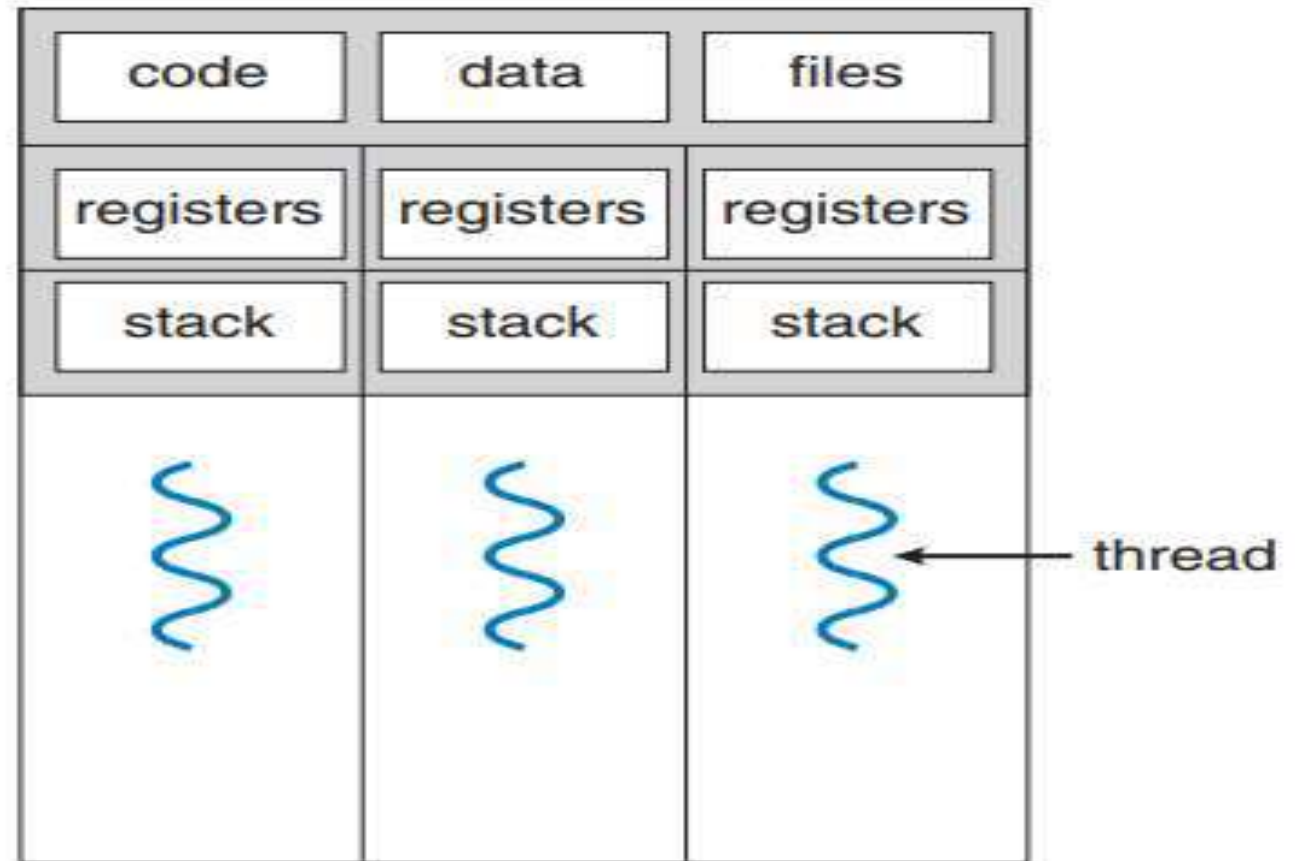 code data files
registers registers registers
stack stack stack
thread